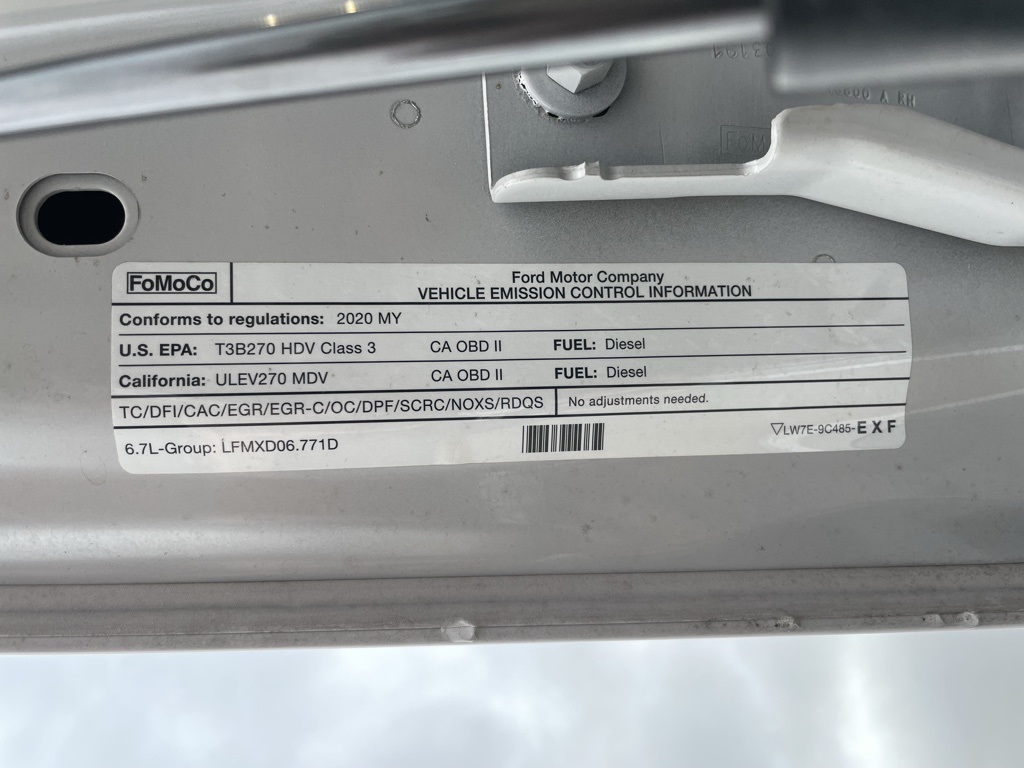 FoMoCo
Ford Motor Company
VEHICLE EMISSION CONTROL INFORMATION
Conforms to regulations: 2020 MY
U.S. EPA: T3B270 HDV Class 3 CA OBD II FUEL: Diesel
California: ULEV270 MDV CA OBD II FUEL: Diesel
TC/DFI/CAC/EGR/EGR-C/OC/DPF/SCRC/NOXS/RDQS No adjustments needed.
6.7L-Group: LFMXD06.771D ▽LW7E-9C485-EXF